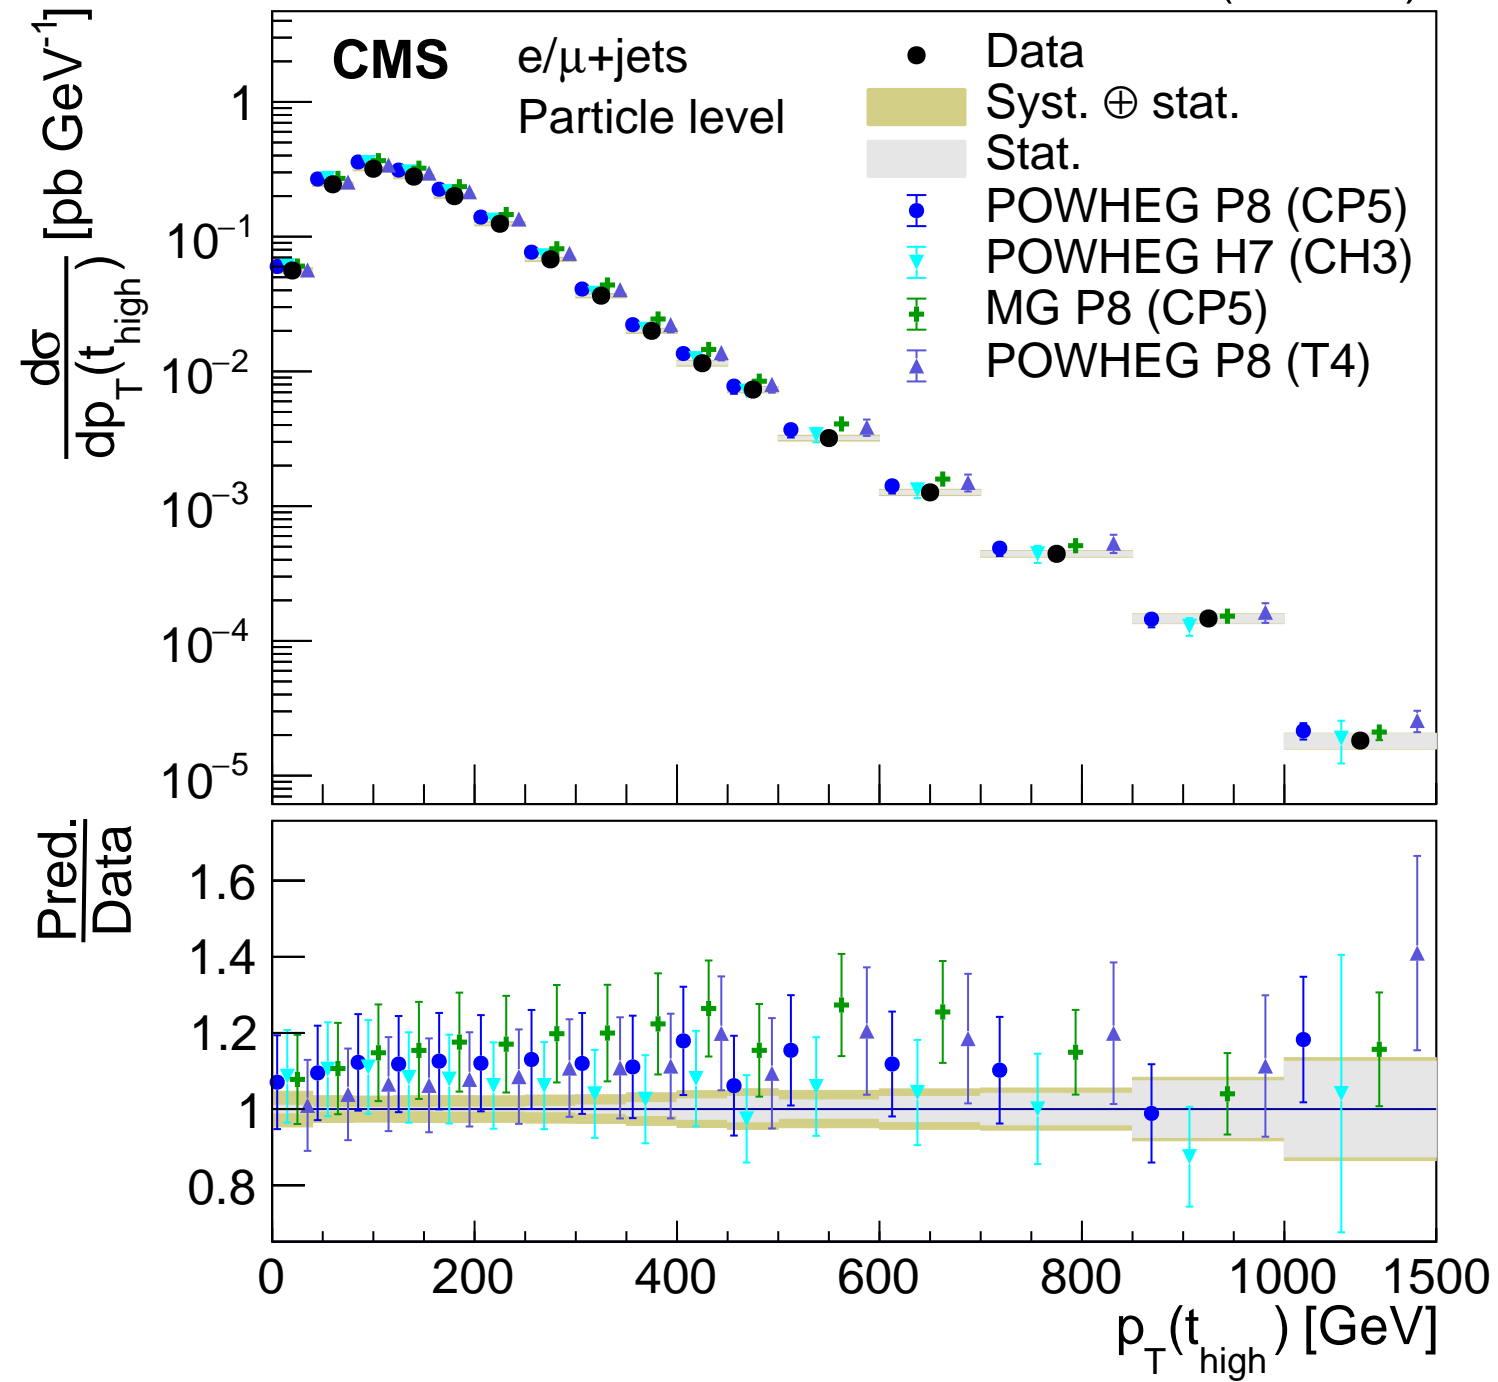 CMS
e/μ+jets
Particle level
Data
Syst. ⊕ stat.
Stat.
POWHEG P8 (CP5)
POWHEG H7 (CH3)
MG P8 (CP5)
POWHEG P8 (T4)
dσ
dp_T(t_high) [pb GeV⁻¹]
1
10⁻¹
10⁻²
10⁻³
10⁻⁴
10⁻⁵
Pred.
Data
1.6
1.4
1.2
1
0.8
0 200 400 600 800 1000 1500
p_T(t_high) [GeV]